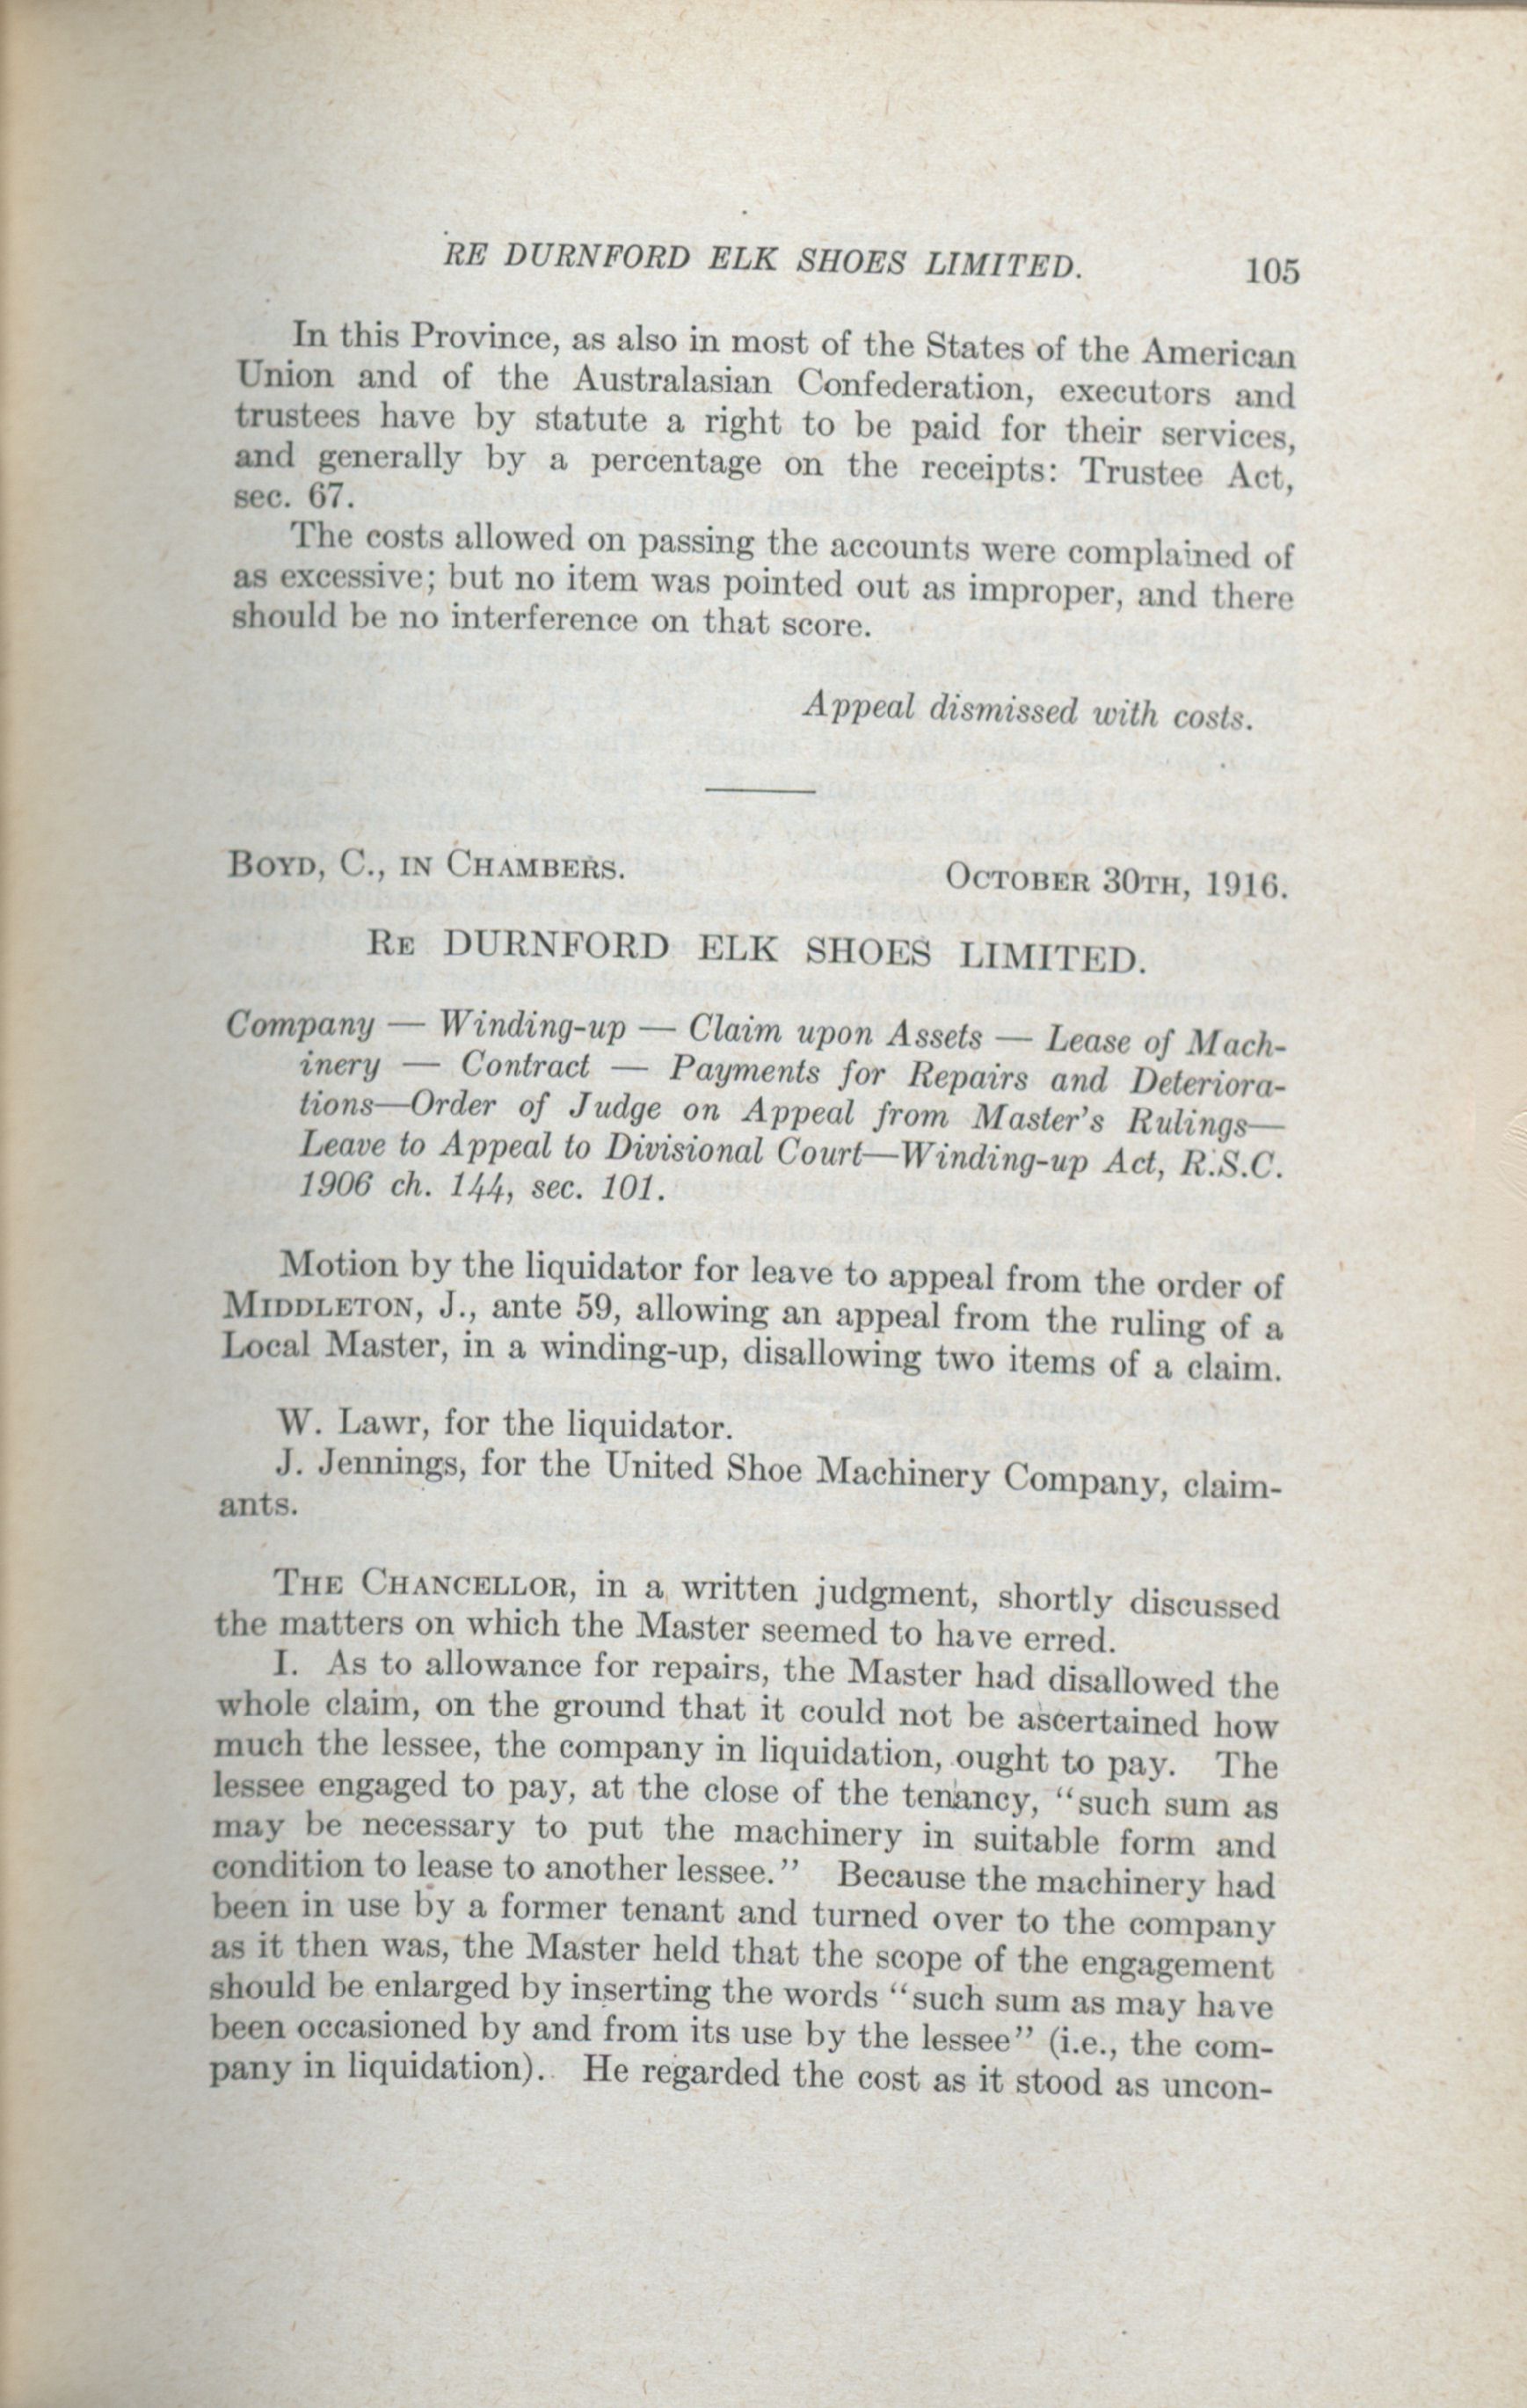 RE DURNFORD ELK SHOES LIMITED. 105
In this Province, as also in most of the States of the American
Union and of the Australasian Confederation, executors and
trustees have by statute a right to be paid for their services,
and generally by a percentage on the receipts: Trustee Act,
sec. 67.
The costs allowed on passing the accounts were complained of
as excessive; but no item was pointed out as improper, and there
should be no interference on that score.
Appeal dismissed with costs.
BOYD, C., IN CHAMBERS. OCTOBER 30TH, 1916.
RE DURNFORD ELK SHOES LIMITED.
Company — Winding-up — Claim upon Assets — Lease of Mach-
inery — Contract — Payments for Repairs and Deteriora-
tions—Order of Judge on Appeal from Master's Rulings—
Leave to Appeal to Divisional Court—Winding-up Act, R.S.C.
1906 ch. 144, sec. 101.
Motion by the liquidator for leave to appeal from the order of
MIDDLETON, J., ante 59, allowing an appeal from the ruling of a
Local Master, in a winding-up, disallowing two items of a claim.
W. Lawr, for the liquidator.
J. Jennings, for the United Shoe Machinery Company, claim-
ants.
THE CHANCELLOR, in a written judgment, shortly discussed
the matters on which the Master seemed to have erred.
I. As to allowance for repairs, the Master had disallowed the
whole claim, on the ground that it could not be ascertained how
much the lessee, the company in liquidation, ought to pay. The
lessee engaged to pay, at the close of the tenancy, "such sum as
may be necessary to put the machinery in suitable form and
condition to lease to another lessee." Because the machinery had
been in use by a former tenant and turned over to the company
as it then was, the Master held that the scope of the engagement
should be enlarged by inserting the words "such sum as may have
been occasioned by and from its use by the lessee" (i.e., the com-
pany in liquidation). He regarded the cost as it stood as uncon-